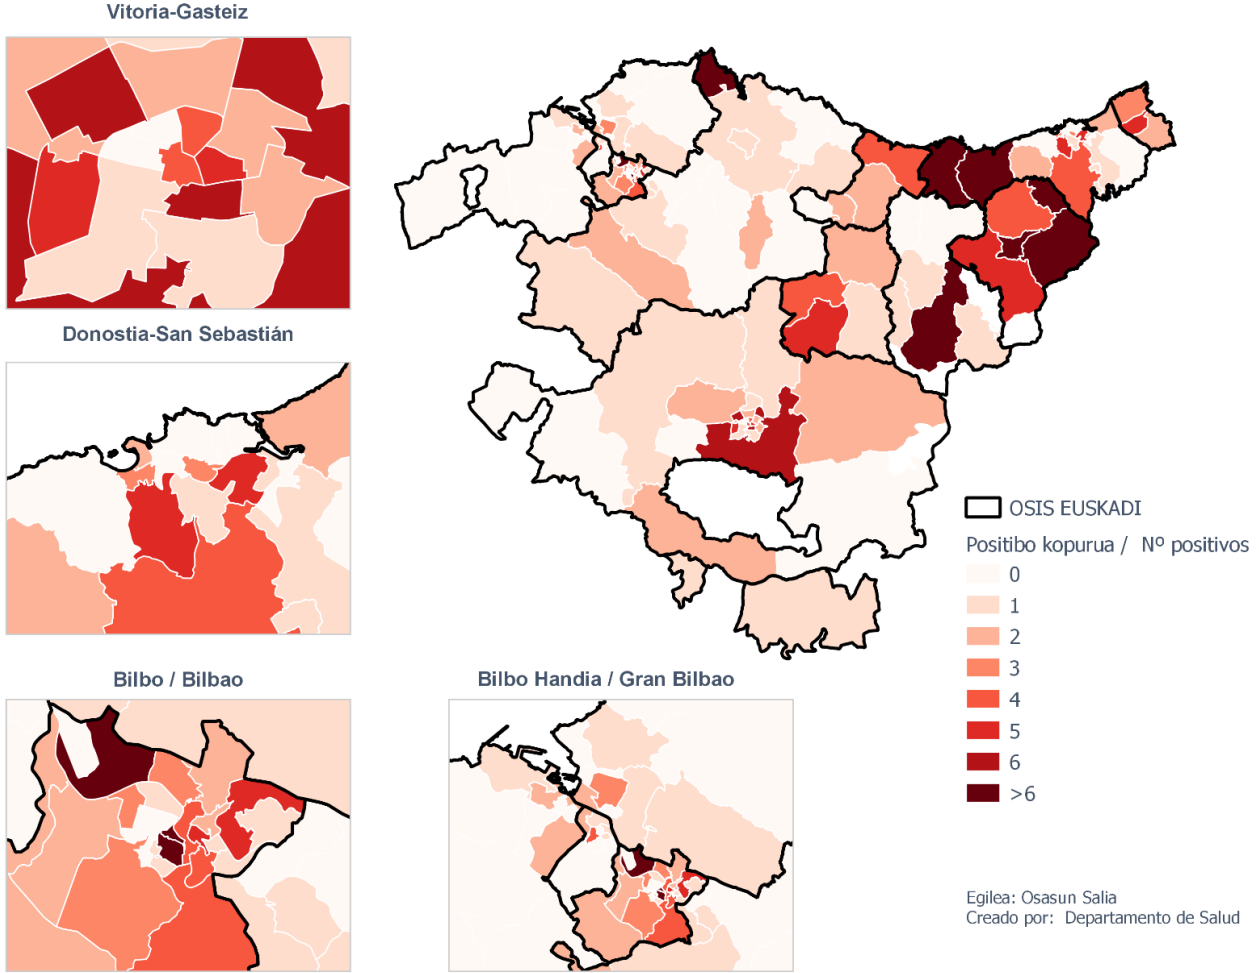 Vitoria-Gasteiz
Donostia-San Sebastián
Bilbo / Bilbao
Bilbo Handia / Gran Bilbao
OSIS EUSKADI
Positibo kopurua / Nº positivos
0
1
2
3
4
5
6
>6
Egilea: Osasun Salia
Creado por: Departamento de Salud